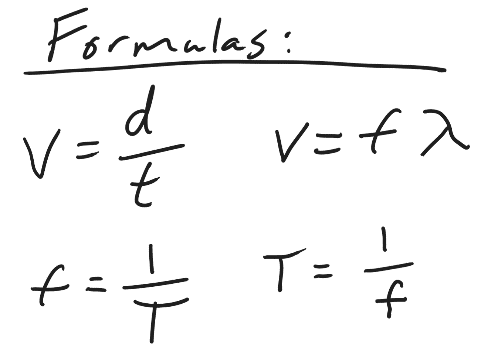 Formulas:
V = d/t V = fλ
f = 1/T T = 1/f